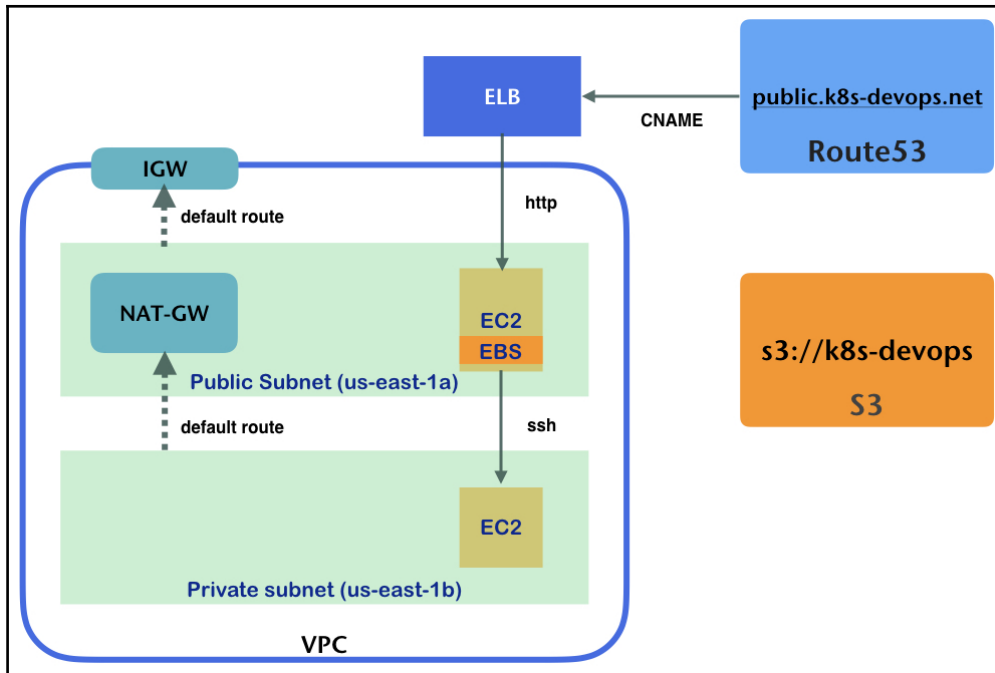 ELB
CNAME
public.k8s-devops.net
Route53
IGW
default route
http
NAT-GW
EC2
EBS
Public Subnet (us-east-1a)
s3://k8s-devops
S3
default route
ssh
EC2
Private subnet (us-east-1b)
VPC